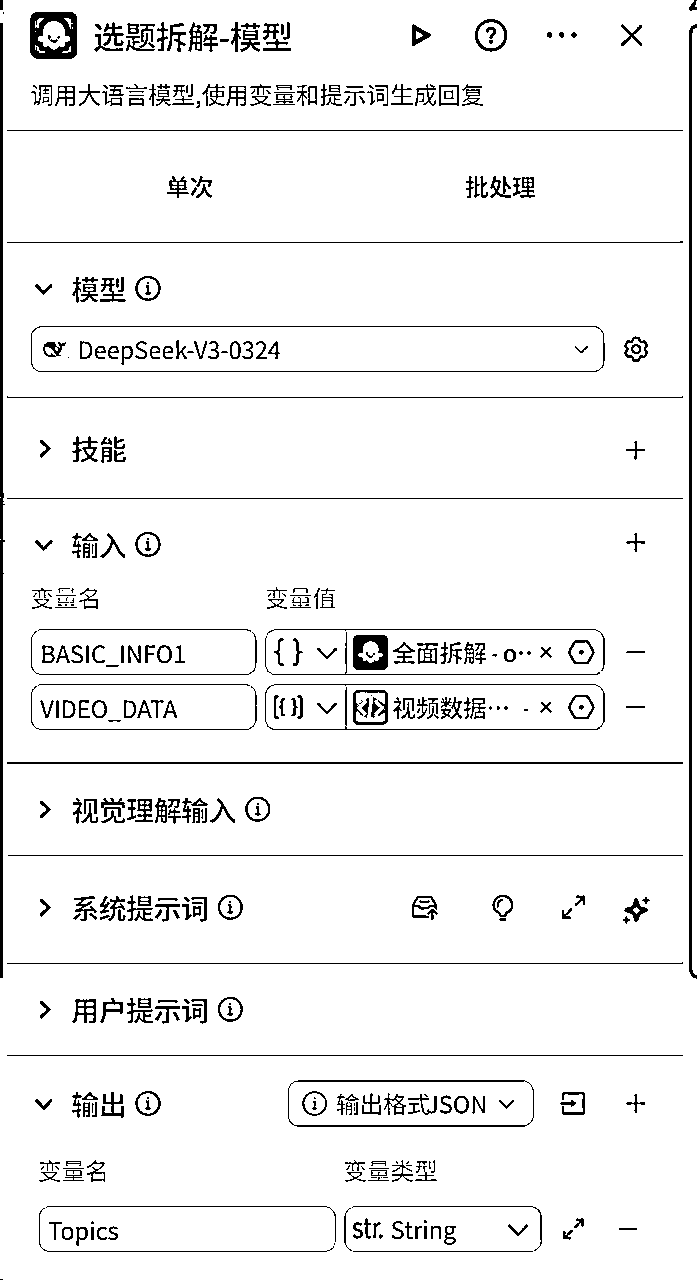 选题拆解-模型
调用大语言模型,使用变量和提示词生成回复
单次 批处理
模型
DeepSeek-V3-0324
技能
输入
变量名 变量值
BASIC_INFO1 { } 全面拆解 - o··
VIDEO_DATA [{ }] 视频数据··· -
视觉理解输入
系统提示词
用户提示词
输出 输出格式JSON
变量名 变量类型
Topics str. String